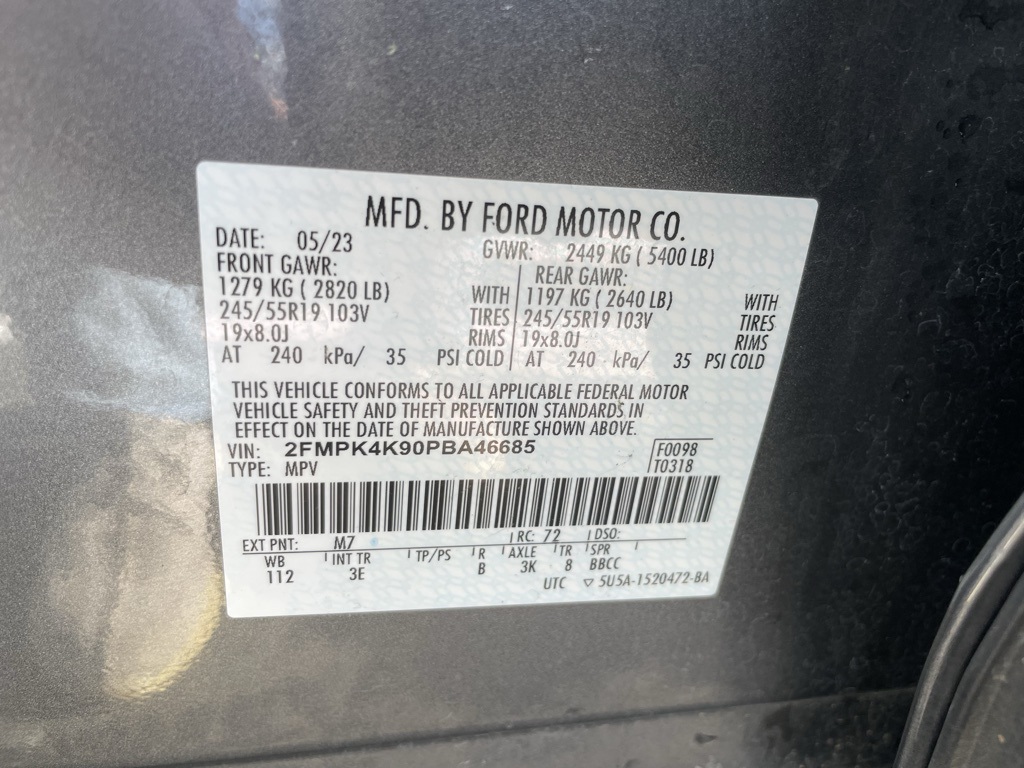 MFD. BY FORD MOTOR CO.
DATE: 05/23 GVWR: 2449 KG ( 5400 LB)
FRONT GAWR: REAR GAWR:
1279 KG ( 2820 LB) WITH 1197 KG ( 2640 LB) WITH
245/55R19 103V TIRES 245/55R19 103V TIRES
19x8.0J RIMS 19x8.0J RIMS
AT 240 kPa/ 35 PSI COLD AT 240 kPa/ 35 PSI COLD
THIS VEHICLE CONFORMS TO ALL APPLICABLE FEDERAL MOTOR
VEHICLE SAFETY AND THEFT PREVENTION STANDARDS IN
EFFECT ON THE DATE OF MANUFACTURE SHOWN ABOVE.
VIN: 2FMPK4K90PBA46685 F0098
TYPE: MPV T0318
EXT PNT: M7 RC: 72 DSO:
WB INT TR TP/PS R AXLE TR SPR
112 3E B 3K 8 BBCC
UTC ▽ 5U5A-1520472-BA